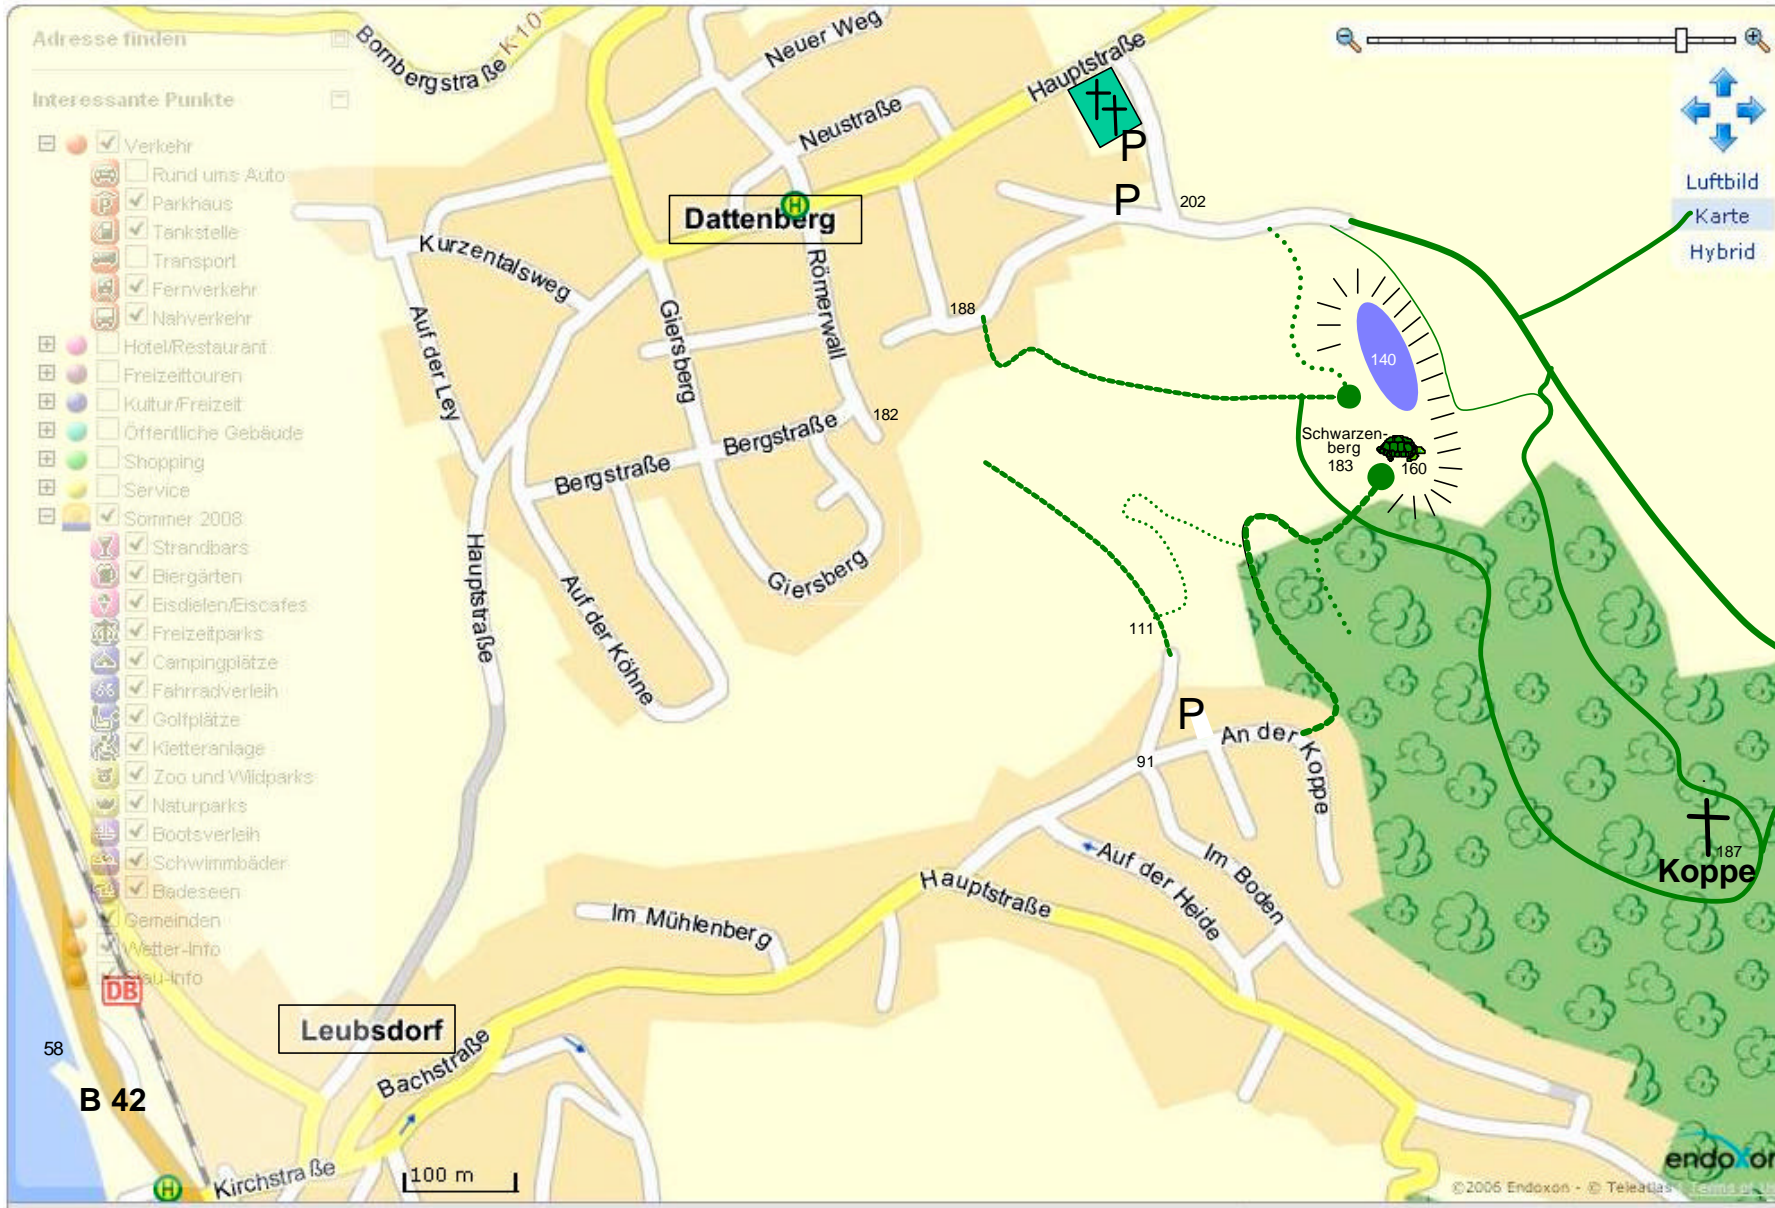 Adresse finden
Interessante Punkte
Verkehr
Rund ums Auto
Parkhaus
Tankstelle
Transport
Fernverkehr
Nahverkehr
Hotel/Restaurant
Freizeittouren
Kultur/Freizeit
Öffentliche Gebäude
Shopping
Service
Sommer 2008
Strandbars
Biergärten
Eisdielen/Eiscafes
Freizeitparks
Campingplätze
Fahrradverleih
Golfplätze
Kletteranlage
Zoo und Wildparks
Naturparks
Bootsverleih
Schwimmbäder
Badeseen
Gemeinden
Wetter-Info
Stau-Info
DB
58
B 42
H
Bornbergstraße
K10
Neuer Weg
Hauptstraße
Neustraße
P
P
202
Dattenberg
H
Kurzentalsweg
Römerwall
Giersberg
Auf der Ley
188
182
Bergstraße
Bergstraße
Giersberg
Hauptstraße
Auf der Köhne
Luftbild
Karte
Hybrid
140
Schwarzen-
berg
183
160
111
P
91
An der Koppe
187
Koppe
Auf der Heide
Im Boden
Hauptstraße
Im Mühlenberg
Leubsdorf
Bachstraße
Kirchstraße
100 m
endoxon
©2006 Endoxon - © Teleatlas
Terms of Us